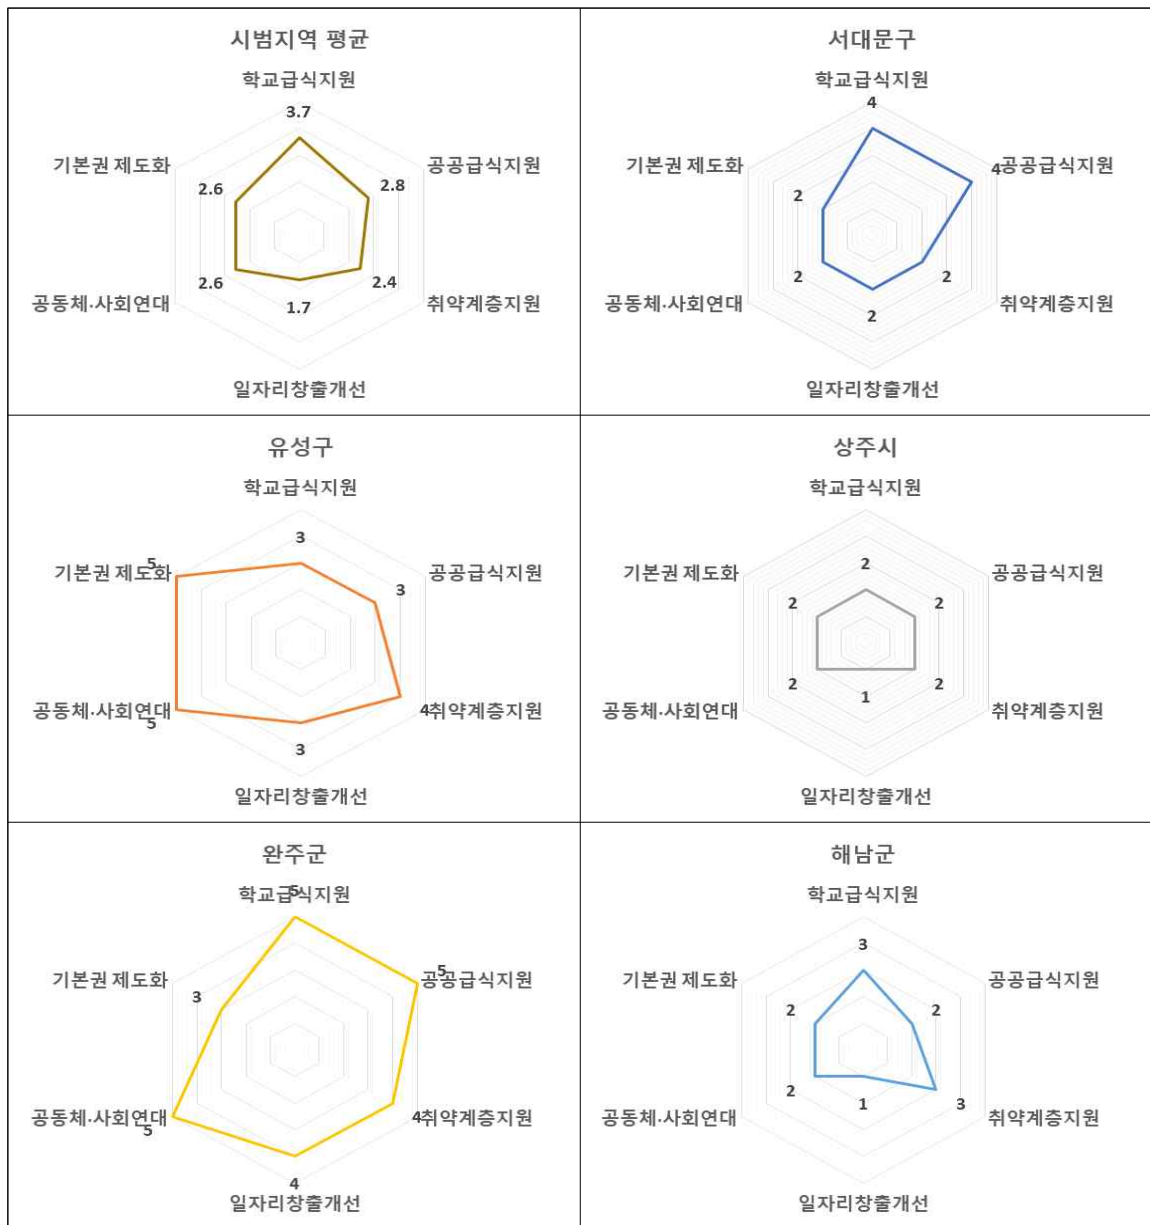 시범지역 평균
학교급식지원
3.7
기본권 제도화
공공급식지원
2.6
2.8
2.6
2.4
공동체·사회연대
취약계층지원
1.7
일자리창출개선
서대문구
학교급식지원
4
기본권 제도화
공공급식지원
4
2
2
2
공동체·사회연대
취약계층지원
2
일자리창출개선
유성구
학교급식지원
3
5
기본권 제도화
공공급식지원
3
공동체·사회연대
4
취약계층지원
5
3
일자리창출개선
상주시
학교급식지원
2
기본권 제도화
공공급식지원
2
2
2
2
공동체·사회연대
취약계층지원
1
일자리창출개선
완주군
학교급식지원
5
기본권 제도화
5
공공급식지원
3
공동체·사회연대
4
취약계층지원
5
4
일자리창출개선
해남군
학교급식지원
3
기본권 제도화
공공급식지원
2
2
2
3
공동체·사회연대
취약계층지원
1
일자리창출개선